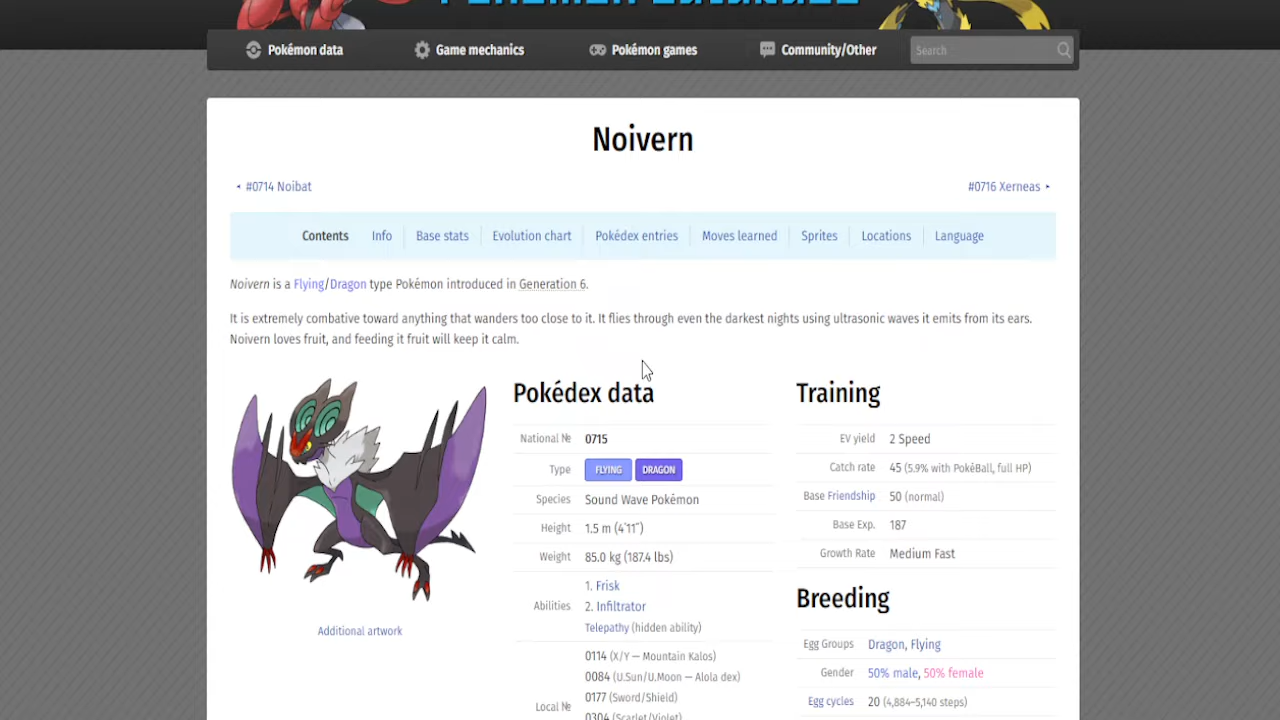 Pokémon data
Game mechanics
Pokémon games
Community/Other
Search
Noivern
#0714 Noibat
#0716 Xerneas
Contents
Info
Base stats
Evolution chart
Pokédex entries
Moves learned
Sprites
Locations
Language
Noivern is a Flying/Dragon type Pokémon introduced in Generation 6.
It is extremely combative toward anything that wanders too close to it. It flies through even the darkest nights using ultrasonic waves it emits from its ears.
Noivern loves fruit, and feeding it fruit will keep it calm.
Additional artwork
Pokédex data
National № 0715
Type FLYING DRAGON
Species Sound Wave Pokémon
Height 1.5 m (4′11″)
Weight 85.0 kg (187.4 lbs)
Abilities 1. Frisk
2. Infiltrator
Telepathy (hidden ability)
Local № 0114 (X/Y — Mountain Kalos)
0084 (U.Sun/U.Moon — Alola dex)
0177 (Sword/Shield)
0304 (Scarlet/Violet)
Training
EV yield 2 Speed
Catch rate 45 (5.9% with PokéBall, full HP)
Base Friendship 50 (normal)
Base Exp. 187
Growth Rate Medium Fast
Breeding
Egg Groups Dragon, Flying
Gender 50% male, 50% female
Egg cycles 20 (4,884–5,140 steps)